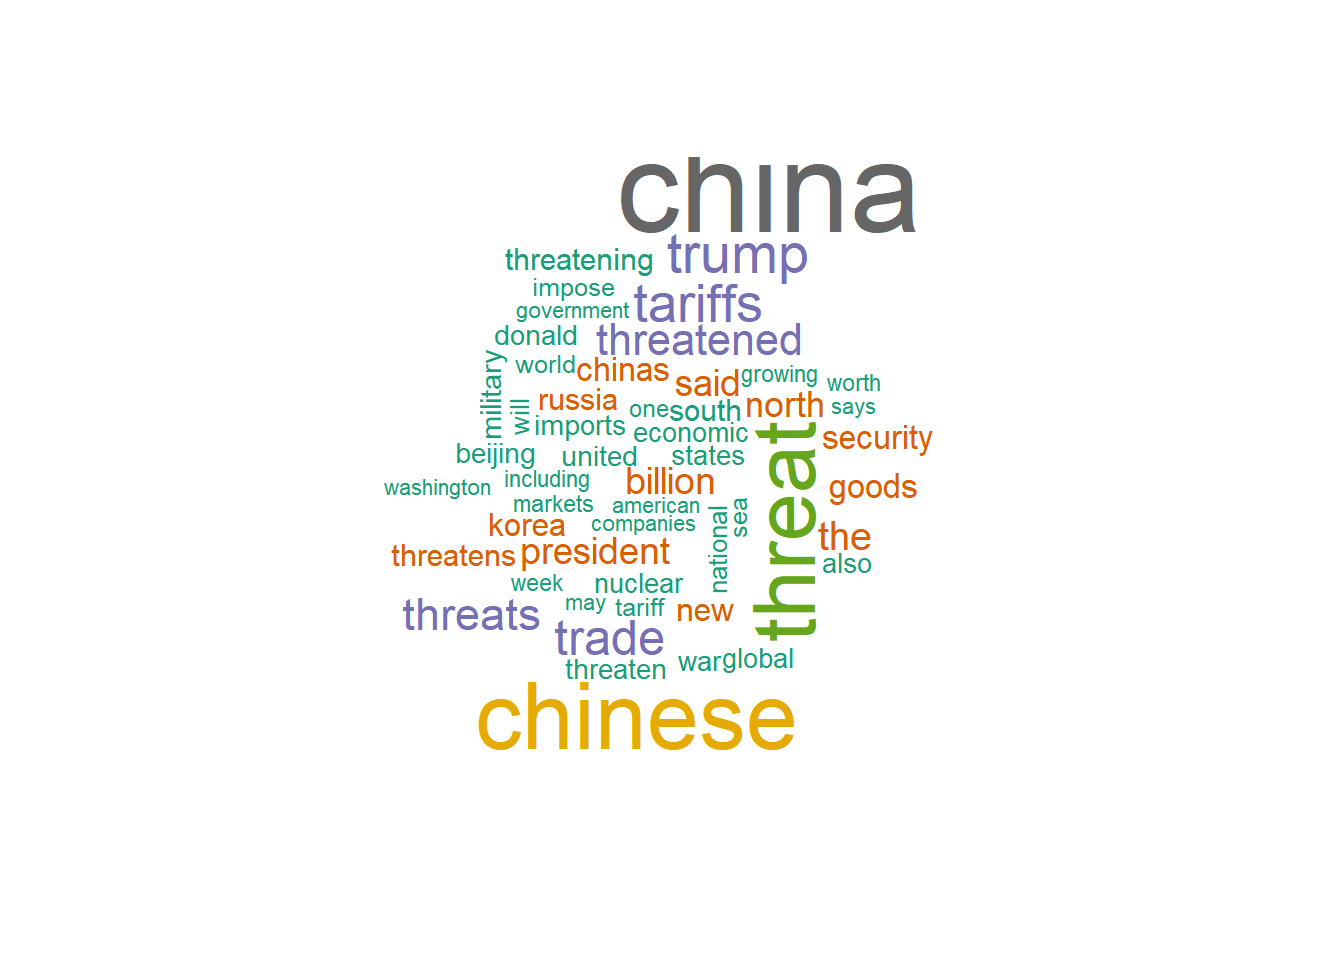 china
trump
threatening
impose
tariffs
government
donald
threatened
world
chinas
said
growing
worth
military
will
russia
one
south
north
says
imports
economic
security
beijing
united
states
threat
washington
including
billion
goods
markets
american
national
sea
korea
companies
the
threatens
president
also
week
nuclear
may
tariff
new
threats
trade
threaten
war
global
chinese